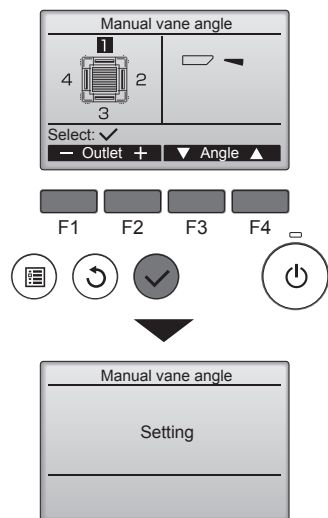 Manual vane angle
1
4 2
3
Select: ✓
− Outlet + ▼ Angle ▲
F1 F2 F3 F4
Manual vane angle
Setting